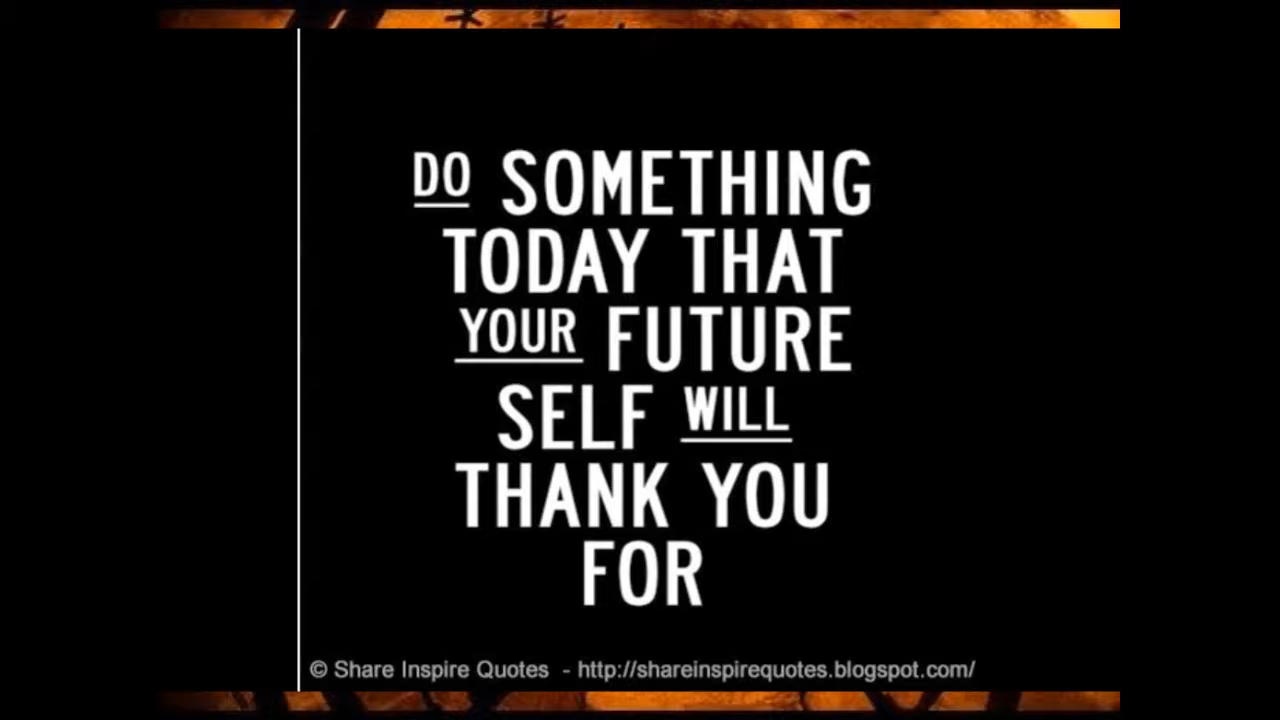 DO SOMETHING
TODAY THAT
YOUR FUTURE
SELF WILL
THANK YOU
FOR
© Share Inspire Quotes - http://shareinspirequotes.blogspot.com/